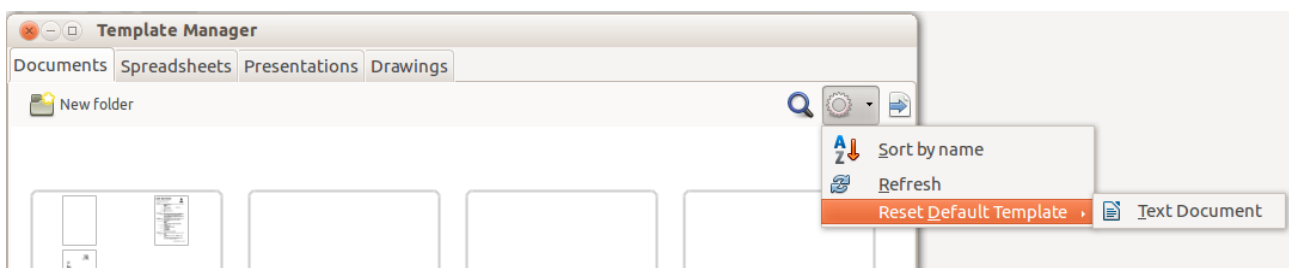 Template Manager
Documents Spreadsheets Presentations Drawings
New folder
Sort by name
Refresh
Reset Default Template
Text Document